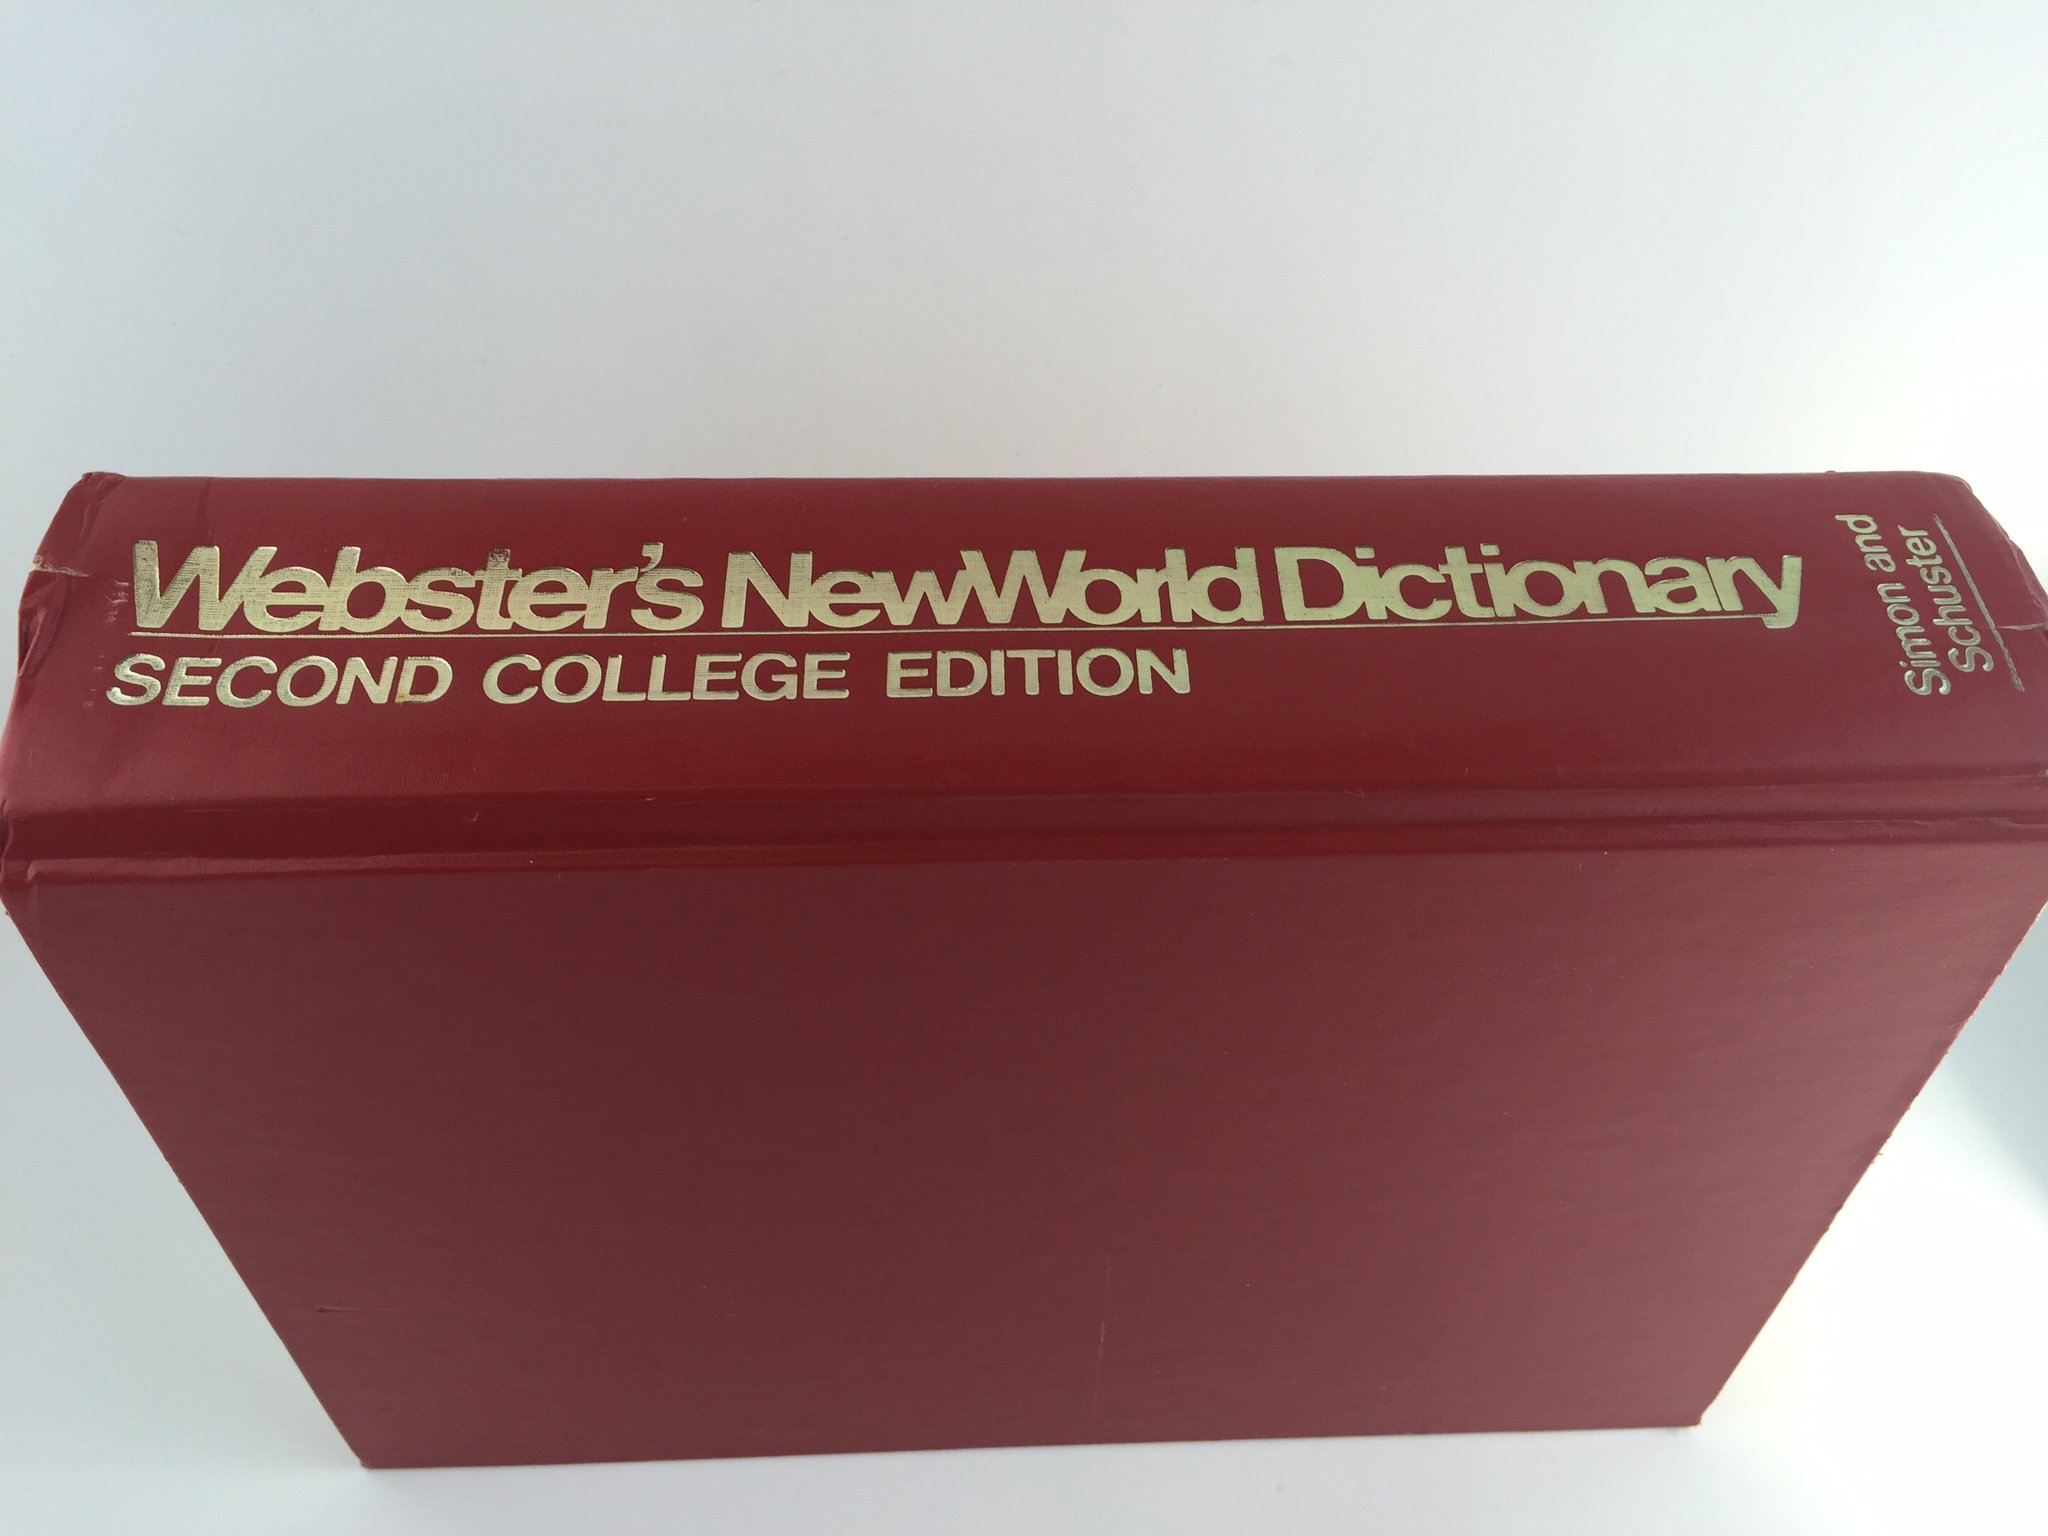 Webster's NewWorld Dictionary
SECOND COLLEGE EDITION
Simon and
Schuster